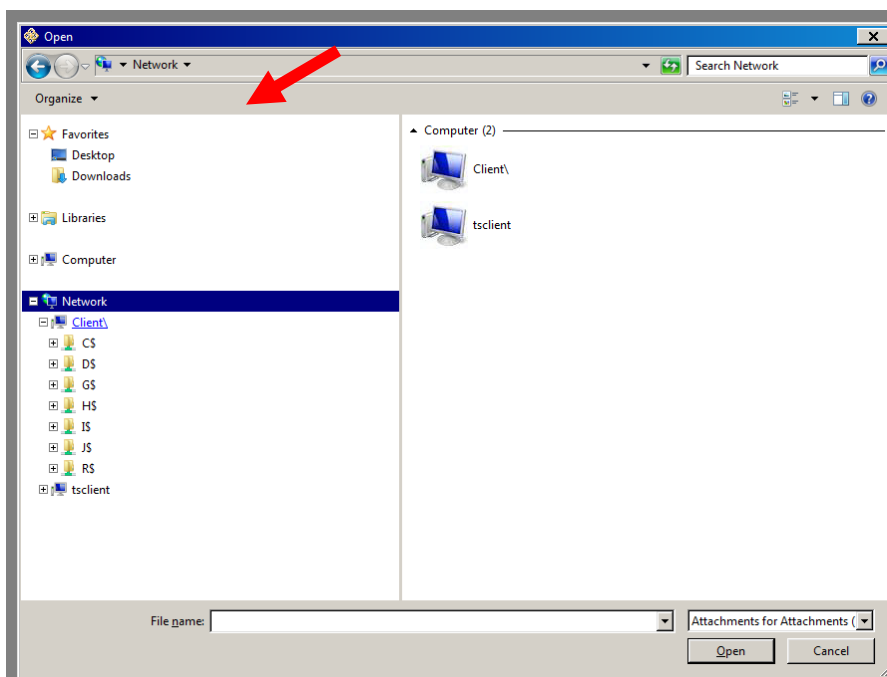 Open
Network
Search Network
Organize
Favorites
Desktop
Downloads
Libraries
Computer
Network
Client\
C$
D$
G$
H$
I$
J$
R$
tsclient
Computer (2)
Client\
tsclient
File name:
Attachments for Attachments (
Open
Cancel